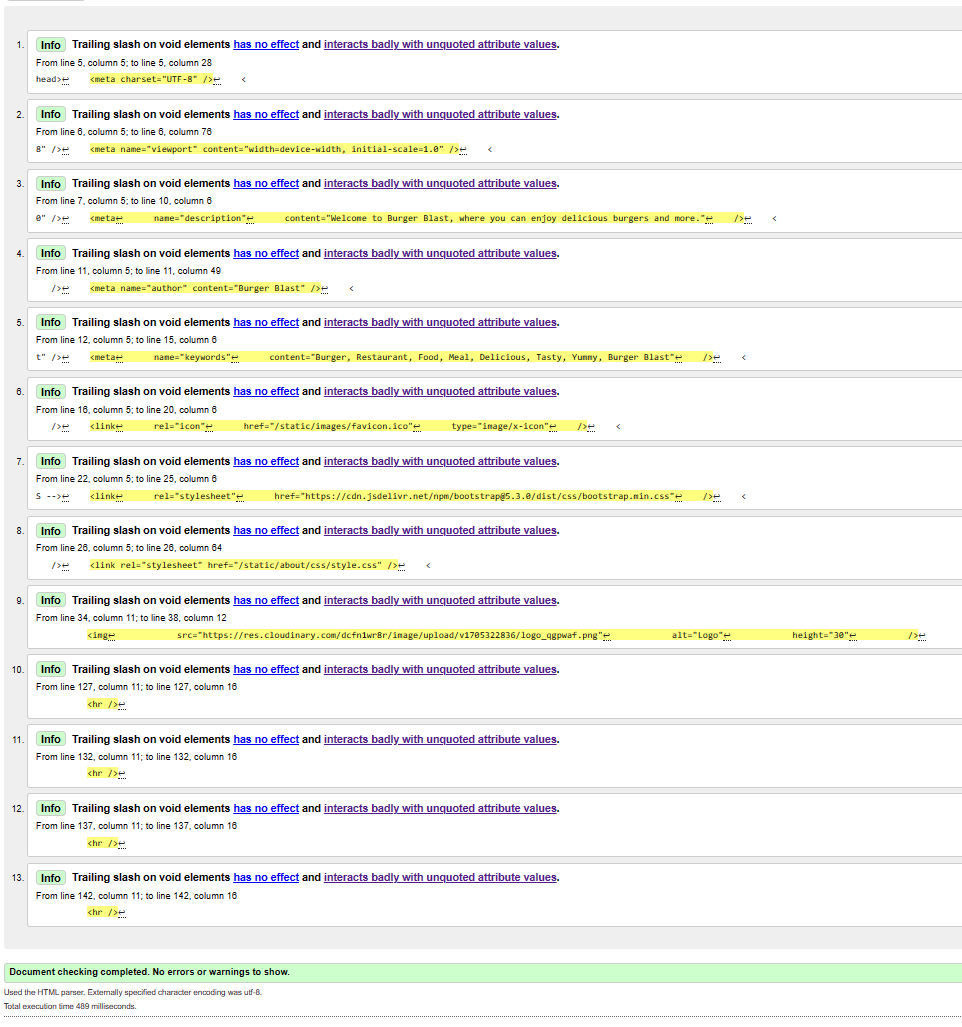 1. Info Trailing slash on void elements has no effect and interacts badly with unquoted attribute values.
From line 5, column 5; to line 5, column 28
head>↩ <meta charset="UTF-8" />↩ <
2. Info Trailing slash on void elements has no effect and interacts badly with unquoted attribute values.
From line 6, column 5; to line 6, column 76
8" />↩ <meta name="viewport" content="width=device-width, initial-scale=1.0" />↩ <
3. Info Trailing slash on void elements has no effect and interacts badly with unquoted attribute values.
From line 7, column 5; to line 10, column 6
0" />↩ <meta↩ name="description"↩ content="Welcome to Burger Blast, where you can enjoy delicious burgers and more."↩ />↩ <
4. Info Trailing slash on void elements has no effect and interacts badly with unquoted attribute values.
From line 11, column 5; to line 11, column 49
/>↩ <meta name="author" content="Burger Blast" />↩ <
5. Info Trailing slash on void elements has no effect and interacts badly with unquoted attribute values.
From line 12, column 5; to line 15, column 6
t" />↩ <meta↩ name="keywords"↩ content="Burger, Restaurant, Food, Meal, Delicious, Tasty, Yummy, Burger Blast"↩ />↩ <
6. Info Trailing slash on void elements has no effect and interacts badly with unquoted attribute values.
From line 16, column 5; to line 20, column 6
/>↩ <link↩ rel="icon"↩ href="/static/images/favicon.ico"↩ type="image/x-icon"↩ />↩ <
7. Info Trailing slash on void elements has no effect and interacts badly with unquoted attribute values.
From line 22, column 5; to line 25, column 6
S -->↩ <link↩ rel="stylesheet"↩ href="https://cdn.jsdelivr.net/npm/bootstrap@5.3.0/dist/css/bootstrap.min.css"↩ />↩ <
8. Info Trailing slash on void elements has no effect and interacts badly with unquoted attribute values.
From line 26, column 5; to line 26, column 64
/>↩ <link rel="stylesheet" href="/static/about/css/style.css" />↩ <
9. Info Trailing slash on void elements has no effect and interacts badly with unquoted attribute values.
From line 34, column 11; to line 38, column 12
<img↩ src="https://res.cloudinary.com/dcfn1wr8r/image/upload/v1705322836/logo_qgpwaf.png"↩ alt="Logo"↩ height="30"↩ />↩
10. Info Trailing slash on void elements has no effect and interacts badly with unquoted attribute values.
From line 127, column 11; to line 127, column 16
<hr />↩
11. Info Trailing slash on void elements has no effect and interacts badly with unquoted attribute values.
From line 132, column 11; to line 132, column 16
<hr />↩
12. Info Trailing slash on void elements has no effect and interacts badly with unquoted attribute values.
From line 137, column 11; to line 137, column 16
<hr />↩
13. Info Trailing slash on void elements has no effect and interacts badly with unquoted attribute values.
From line 142, column 11; to line 142, column 16
<hr />↩
Document checking completed. No errors or warnings to show.
Used the HTML parser. Externally specified character encoding was utf-8.
Total execution time 489 milliseconds.